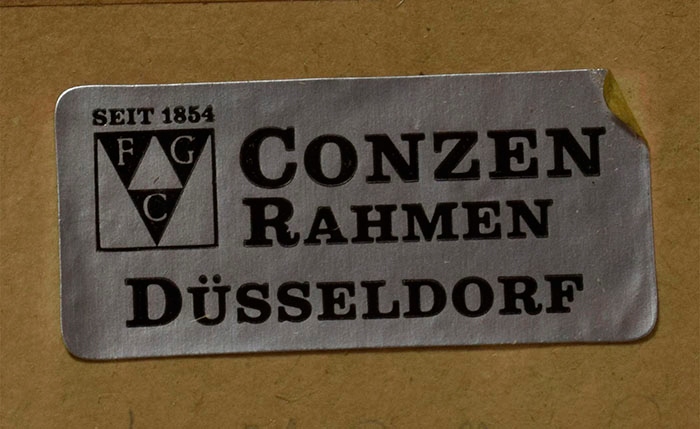 SEIT 1854
F G
C
CONZEN
RAHMEN
DÜSSELDORF